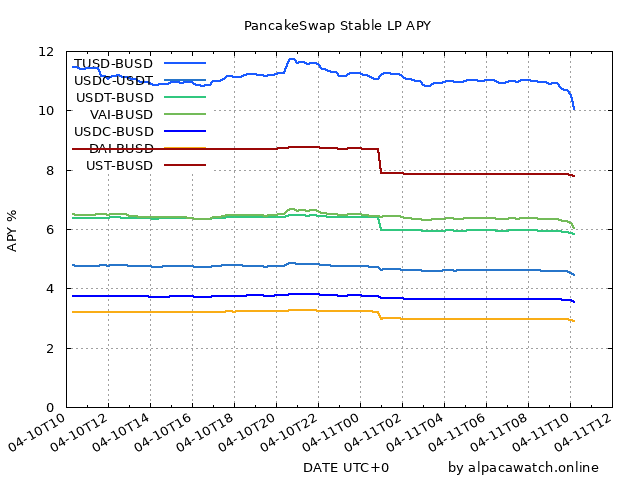 PancakeSwap Stable LP APY
TUSD-BUSD
USDC-USDT
USDT-BUSD
VAI-BUSD
USDC-BUSD
DAI-BUSD
UST-BUSD
APY %
12
10
8
6
4
2
0
04-10T10
04-10T12
04-10T14
04-10T16
04-10T18
04-10T20
04-10T22
04-11T00
04-11T02
04-11T04
04-11T06
04-11T08
04-11T10
04-11T12
DATE UTC+0
by alpacawatch.online